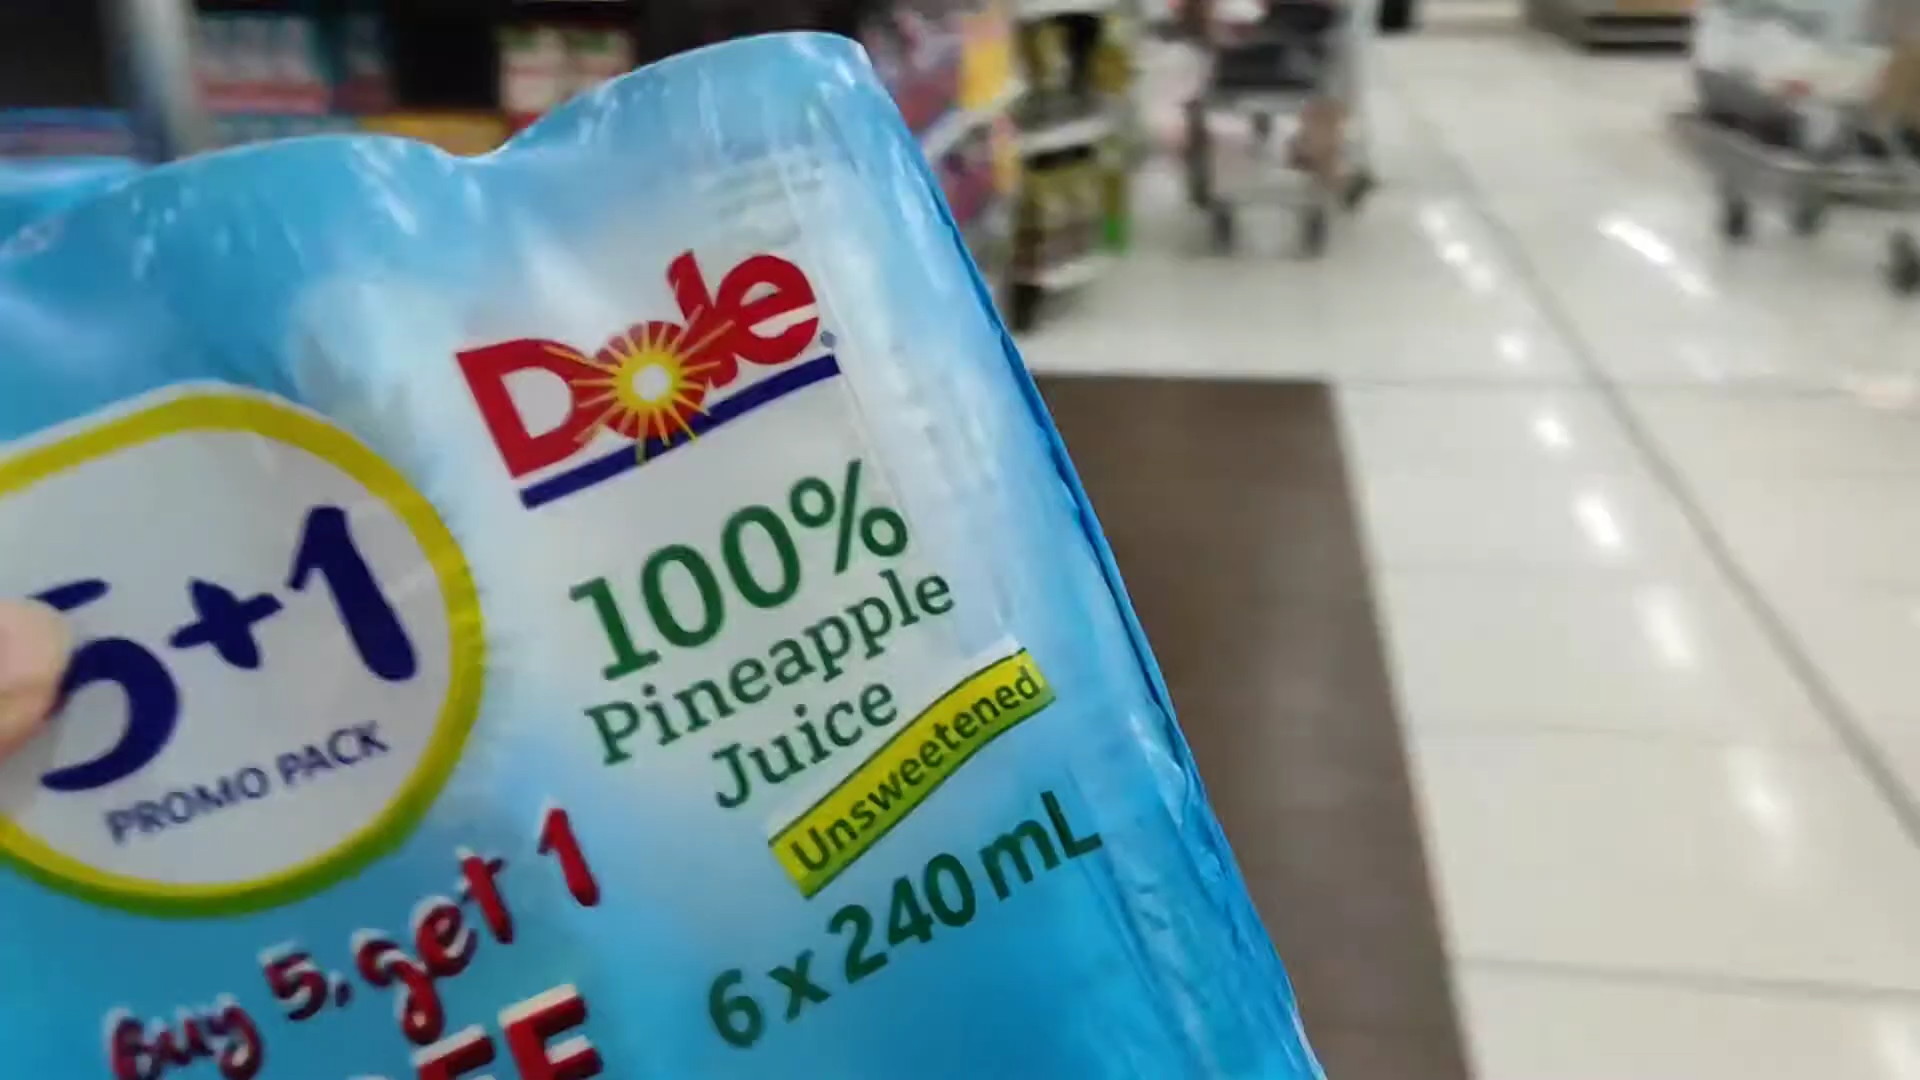 Dole
100%
Pineapple
Juice
Unsweetened
6 x 240 mL
5+1
PROMO PACK
Buy 5, get 1